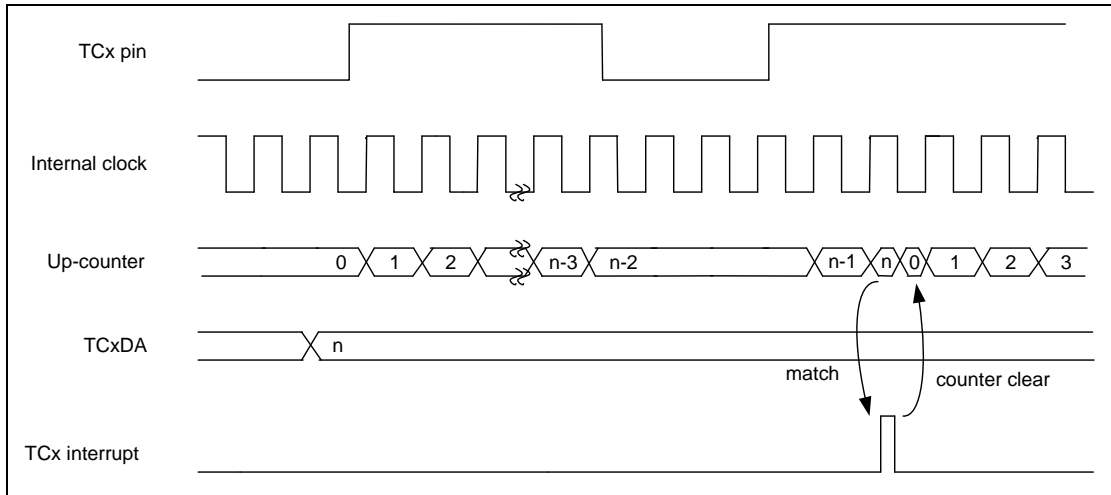 TCx pin
Internal clock
Up-counter
0 1 2 n-3 n-2 n-1 n 0 1 2 3
TCxDA
n
match
counter clear
TCx interrupt